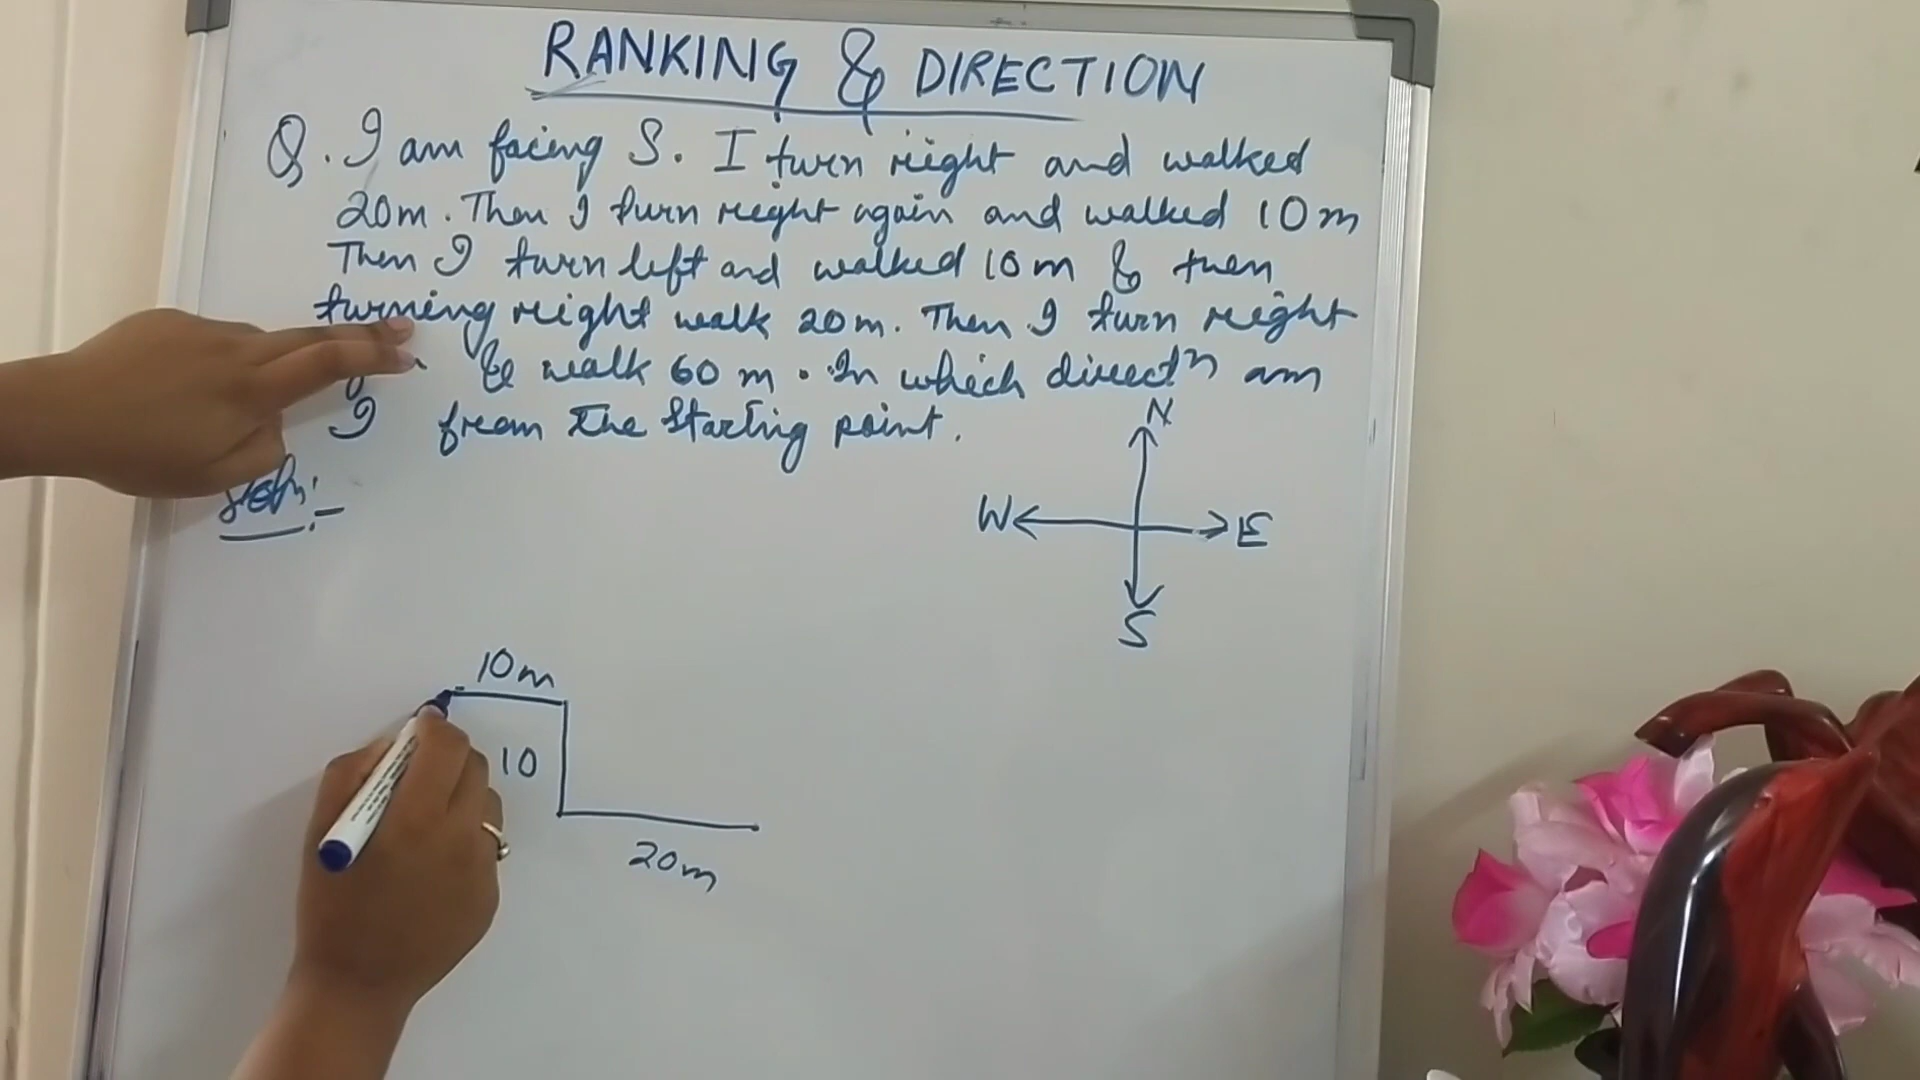 RANKING & DIRECTION
Q. I am facing S. I turn right and walked
20m. Then I turn right again and walked 10m
Then I turn left and walked 10m & then
turning right walk 20m. Then I turn right
& walk 60 m. In which directn am
I from the starting point.
Soln:-
N
W E
S
10m
10
20m